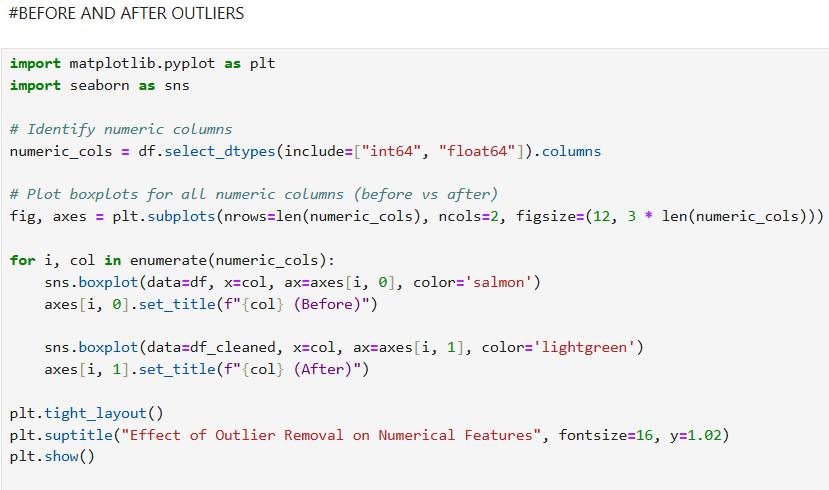 #BEFORE AND AFTER OUTLIERS
import matplotlib.pyplot as plt
import seaborn as sns
# Identify numeric columns
numeric_cols = df.select_dtypes(include=["int64", "float64"]).columns
# Plot boxplots for all numeric columns (before vs after)
fig, axes = plt.subplots(nrows=len(numeric_cols), ncols=2, figsize=(12, 3 * len(numeric_cols)))
for i, col in enumerate(numeric_cols):
    sns.boxplot(data=df, x=col, ax=axes[i, 0], color='salmon')
    axes[i, 0].set_title(f"{col} (Before)")
    sns.boxplot(data=df_cleaned, x=col, ax=axes[i, 1], color='lightgreen')
    axes[i, 1].set_title(f"{col} (After)")
plt.tight_layout()
plt.suptitle("Effect of Outlier Removal on Numerical Features", fontsize=16, y=1.02)
plt.show()